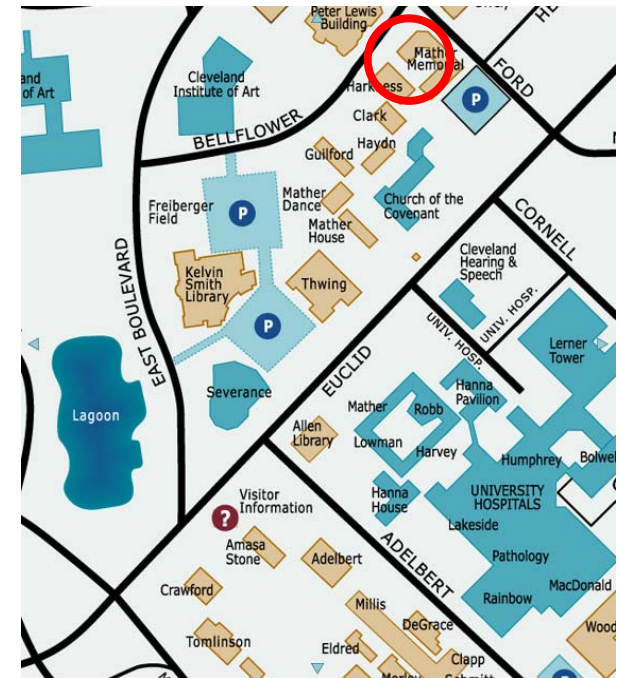 Peter Lewis
Building
Mather
Memorial
Harkness
FORD
P
Cleveland
Institute of Art
and
of Art
BELLFLOWER
Clark
Haydn
Guilford
Freiberger
Field
P
Mather
Dance
Mather
House
Church of the
Covenant
CORNELL
Cleveland
Hearing &
Speech
Kelvin
Smith
Library
Thwing
P
EAST BOULEVARD
UNIV. HOSP.
UNIV. HOSP.
Lerner
Tower
EUCLID
Severance
Lagoon
Hanna
Pavilion
Mather
Robb
Allen
Library
Lowman
Harvey
Humphrey
Bolwel
Visitor
Information
?
Hanna
House
UNIVERSITY
HOSPITALS
Lakeside
ADELBERT
Amasa
Stone
Adelbert
Pathology
Crawford
Rainbow
MacDonald
Millis
DeGrace
Wood
Tomlinson
Eldred
Clapp
Morley
Schmitt
P